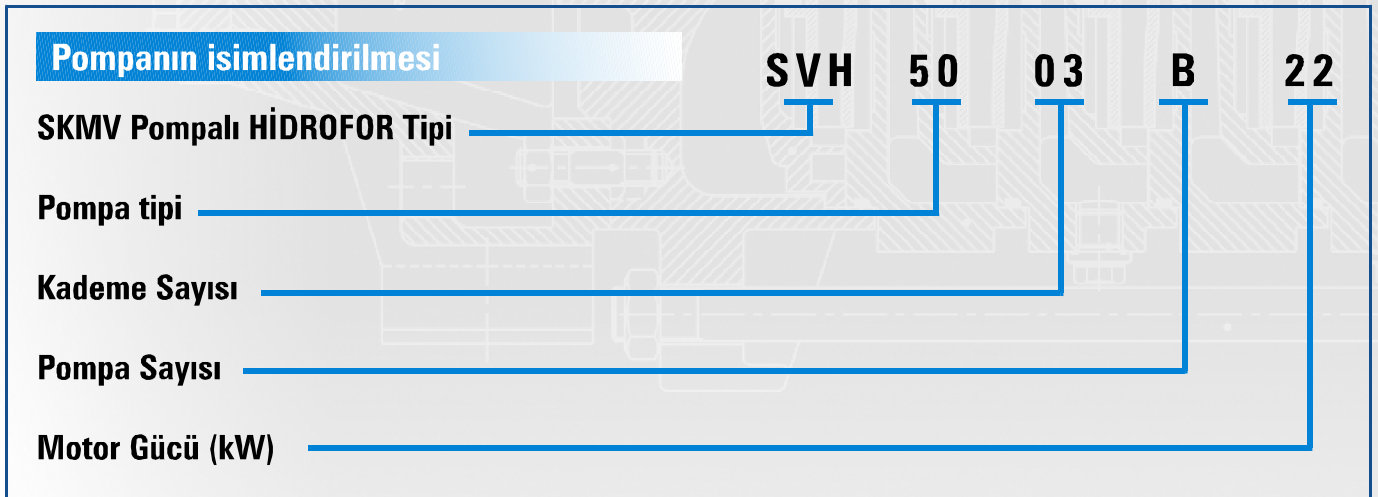 Pompanın isimlendirilmesi
SVH 50 03 B 22
SKMV Pompalı HİDROFOR Tipi
Pompa tipi
Kademe Sayısı
Pompa Sayısı
Motor Gücü (kW)